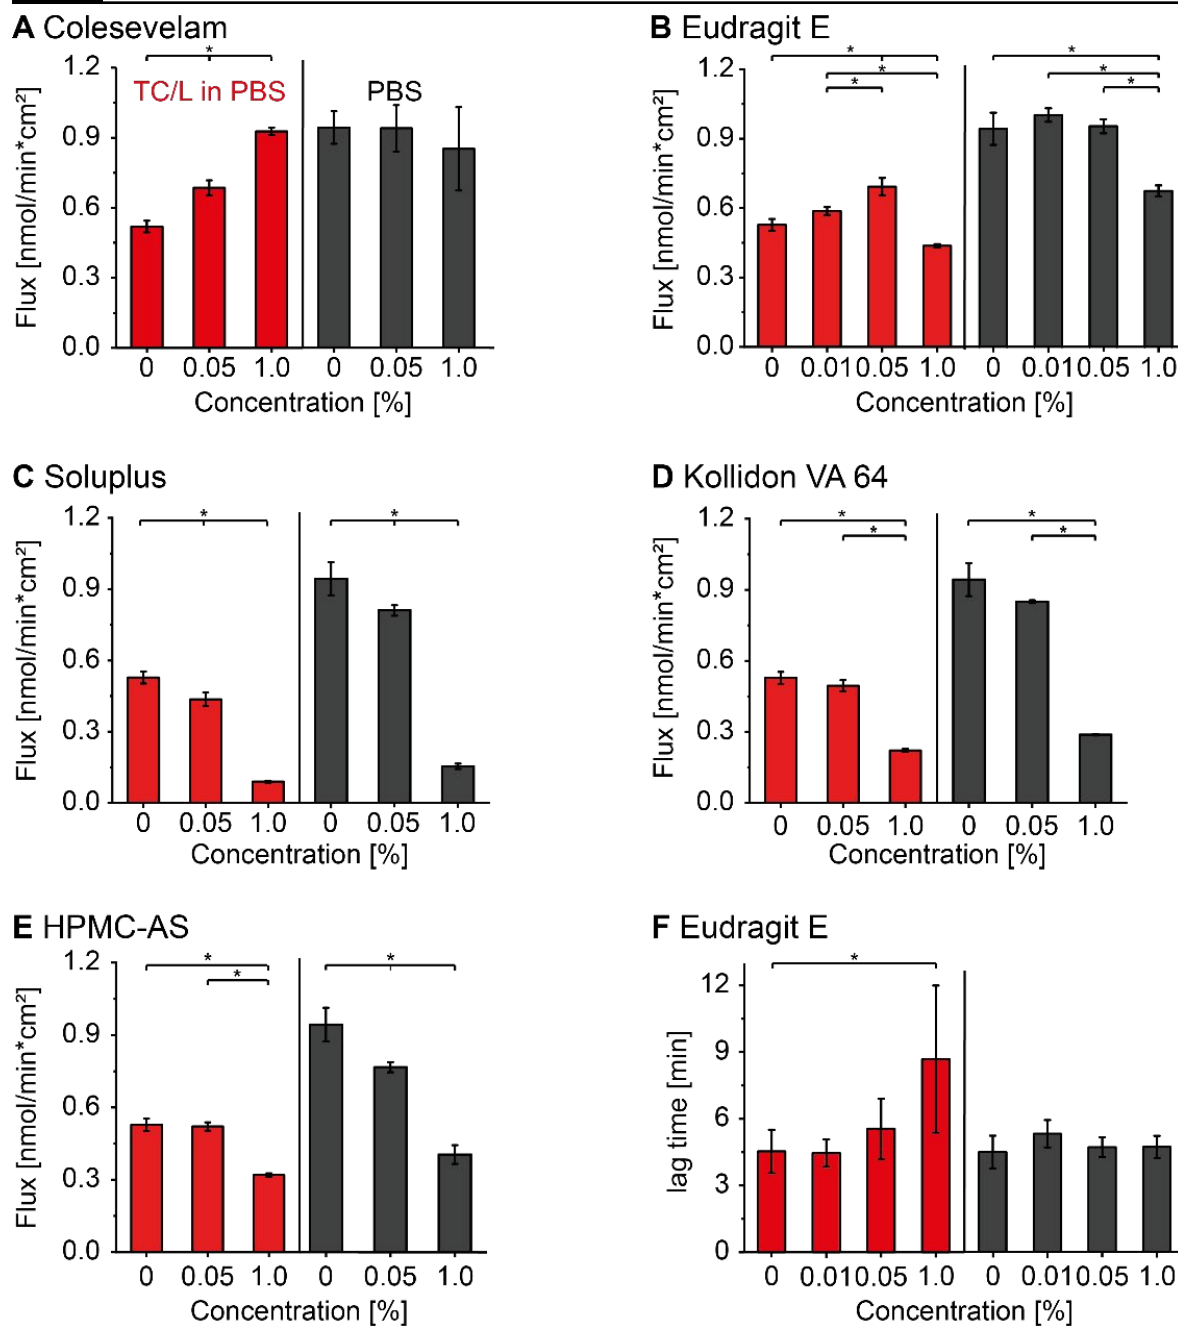 A Colesevelam
*
1.2
0.9
0.6
0.3
0.0
Flux [nmol/min*cm²]
TC/L in PBS
PBS
0 0.05 1.0 0 0.05 1.0
Concentration [%]
B Eudragit E
* *
* *
* *
1.2
0.9
0.6
0.3
0.0
Flux [nmol/min*cm²]
0 0.01 0.05 1.0 0 0.01 0.05 1.0
Concentration [%]
C Soluplus
* *
1.2
0.9
0.6
0.3
0.0
Flux [nmol/min*cm²]
0 0.05 1.0 0 0.05 1.0
Concentration [%]
D Kollidon VA 64
* *
* *
1.2
0.9
0.6
0.3
0.0
Flux [nmol/min*cm²]
0 0.05 1.0 0 0.05 1.0
Concentration [%]
E HPMC-AS
* *
*
1.2
0.9
0.6
0.3
0.0
Flux [nmol/min*cm²]
0 0.05 1.0 0 0.05 1.0
Concentration [%]
F Eudragit E
*
12
9
6
3
0
lag time [min]
0 0.01 0.05 1.0 0 0.01 0.05 1.0
Concentration [%]